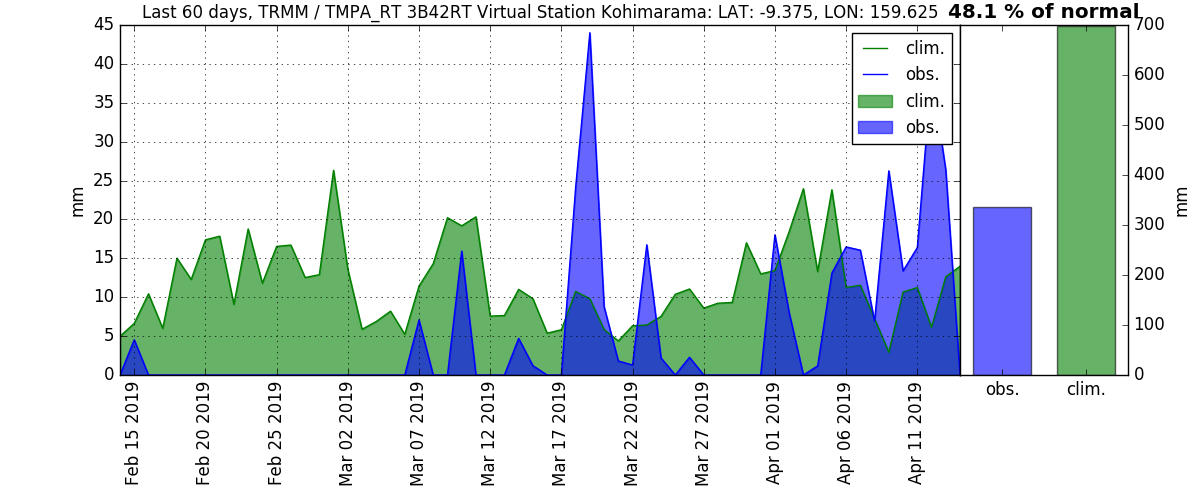 Last 60 days, TRMM / TMPA_RT 3B42RT Virtual Station Kohimarama: LAT: -9.375, LON: 159.625 48.1 % of normal
45
40
35
30
25
20
15
10
5
0
mm
clim.
obs.
clim.
obs.
Feb 15 2019
Feb 20 2019
Feb 25 2019
Mar 02 2019
Mar 07 2019
Mar 12 2019
Mar 17 2019
Mar 22 2019
Mar 27 2019
Apr 01 2019
Apr 06 2019
Apr 11 2019
700
600
500
400
300
200
100
0
mm
obs.
clim.